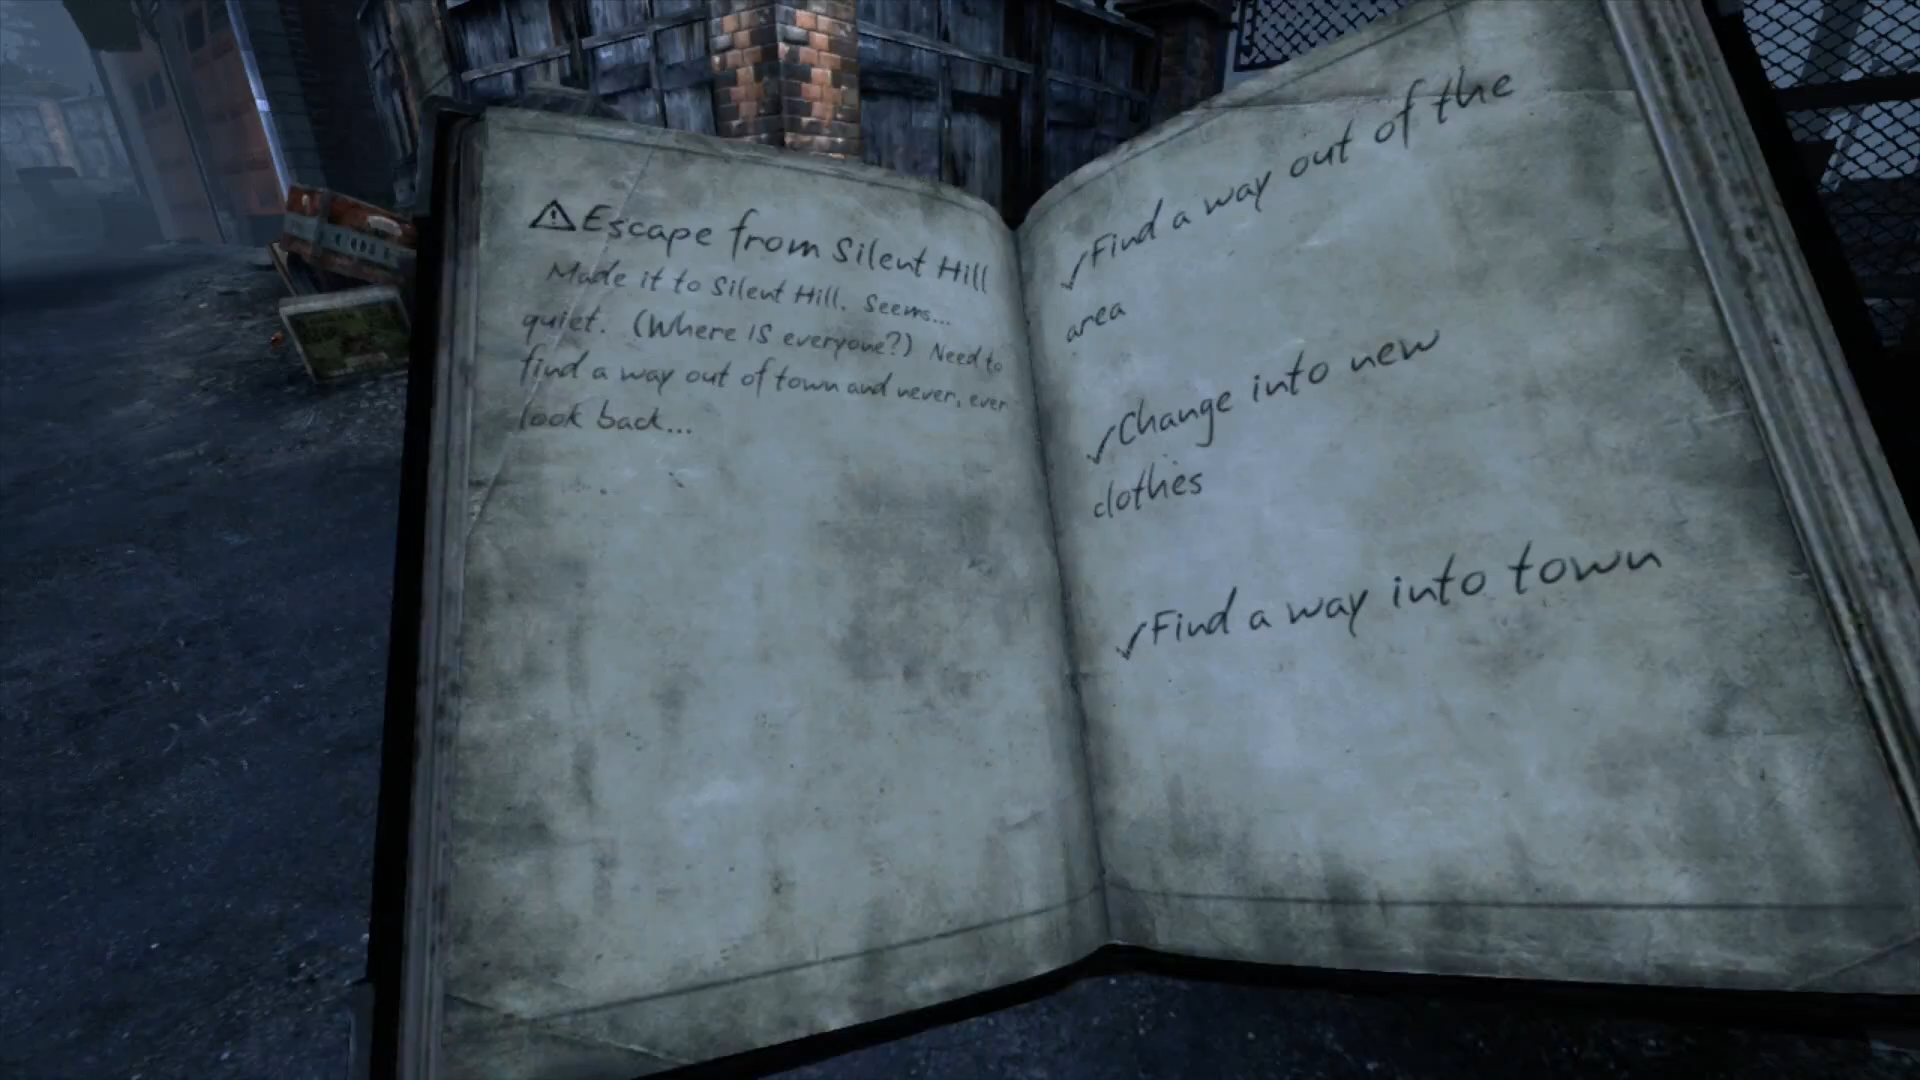 ⚠Escape from Silent Hill
Made it to Silent Hill. Seems...
quiet. (Where IS everyone?) Need to
find a way out of town and never, ever
look back...
✓Find a way out of the
area
✓Change into new
clothes
✓Find a way into town